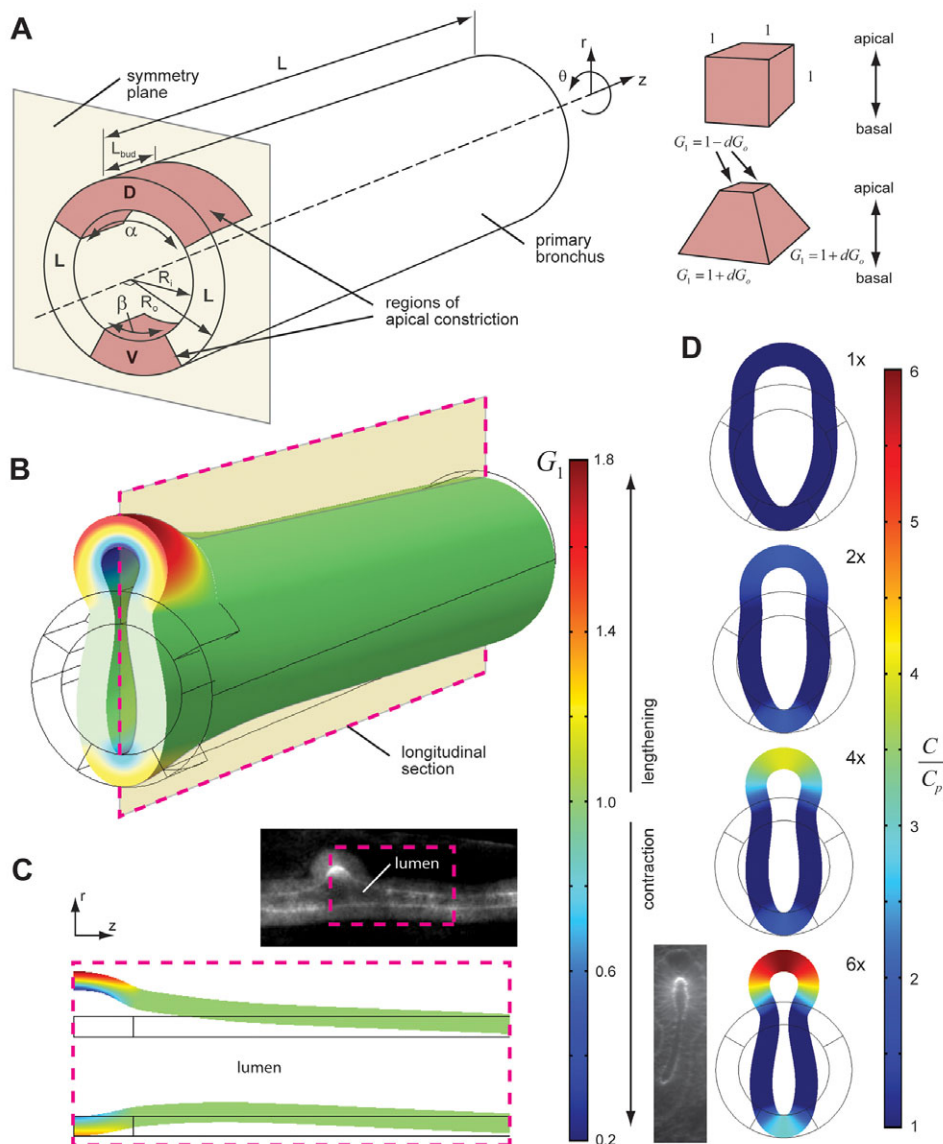 A
symmetry
plane
L
L_bud
D
α
L
R_i
L
β
R_o
V
r
θ
z
primary
bronchus
regions of
apical constriction
1
1
1
apical
basal
G_1 = 1 − dG_o
apical
basal
G_1 = 1 + dG_o
G_1 = 1 + dG_o
B
longitudinal
section
G_1
1.8
1.4
1.0
0.6
0.2
lengthening
contraction
C
lumen
r
z
lumen
D
1x
2x
4x
6x
6
5
4
3
2
1
C
C_p